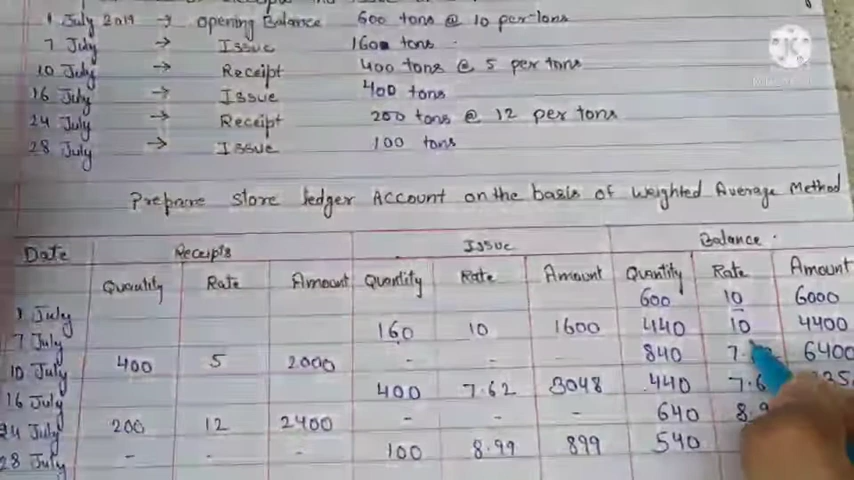 1 July 2019 → opening Balance 600 tons @ 10 per tons
7 July → Issue 160 tons
10 July → Receipt 400 tons @ 5 per tons
16 July → Issue 400 tons
24 July → Receipt 200 tons @ 12 per tons
28 July → Issue 100 tons
Prepare store ledger Account on the basis of weighted Average Method
Date Receipts Issue Balance
Quantity Rate Amount Quantity Rate Amount Quantity Rate Amount
1 July 600 10 6000
7 July 160 10 1600 440 10 4400
10 July 400 5 2000 - - - 840 6400
16 July 400 7.62 3048 440
24 July 200 12 2400 - - - 640
28 July - - - 100 8.99 899 540
K
KINEMASTER